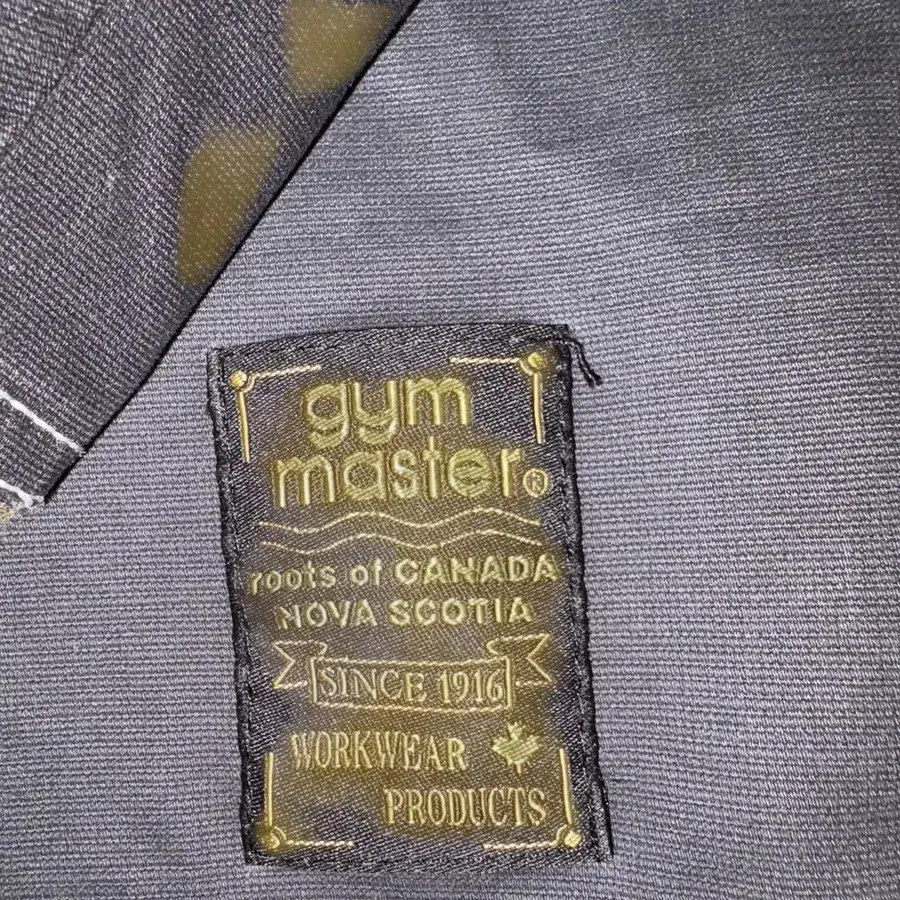 gym
master®
roots of CANADA
NOVA SCOTIA
SINCE 1916
WORKWEAR
PRODUCTS